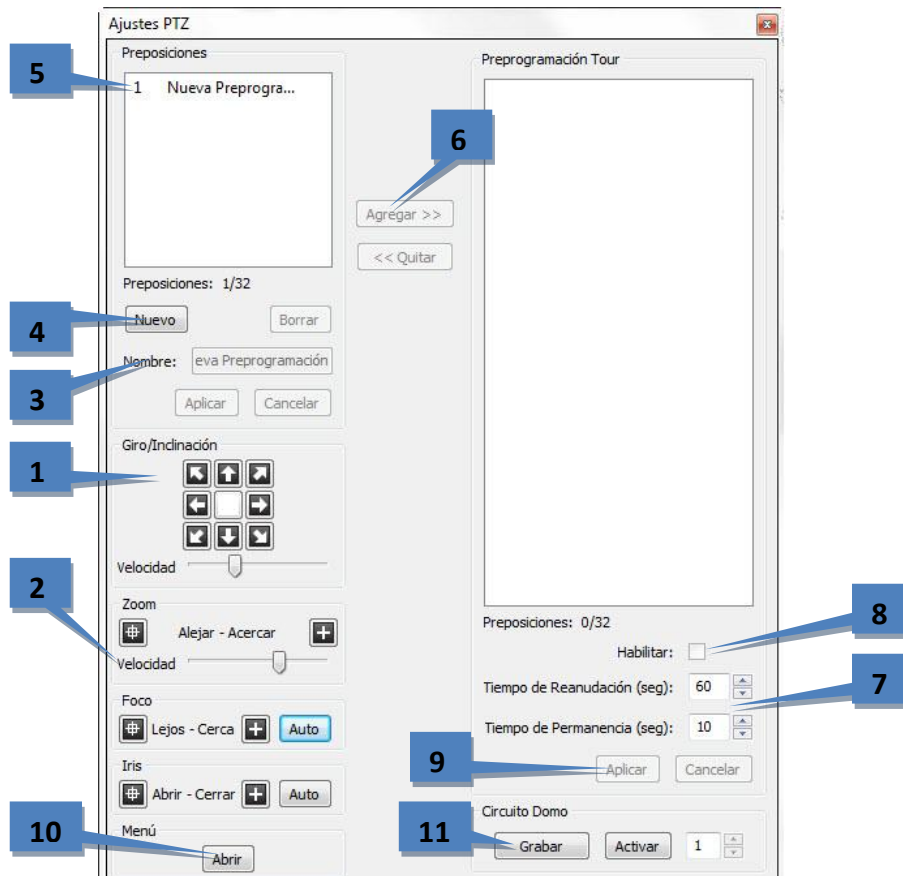 Ajustes PTZ
Preposiciones
5
1 Nueva Preprogra...
Preposiciones: 1/32
4
Nuevo
Borrar
3
Nombre:
eva Preprogramación
Aplicar
Cancelar
1
Giro/Inclinación
Velocidad
2
Zoom
Alejar - Acercar
Velocidad
Foco
Lejos - Cerca
Auto
Iris
Abrir - Cerrar
Auto
10
Menú
Abrir
6
Agregar >>
<< Quitar
Preprogramación Tour
Preposiciones: 0/32
8
Habilitar:
7
Tiempo de Reanudación (seg): 60
Tiempo de Permanencia (seg): 10
9
Aplicar
Cancelar
Circuito Domo
11
Grabar
Activar
1